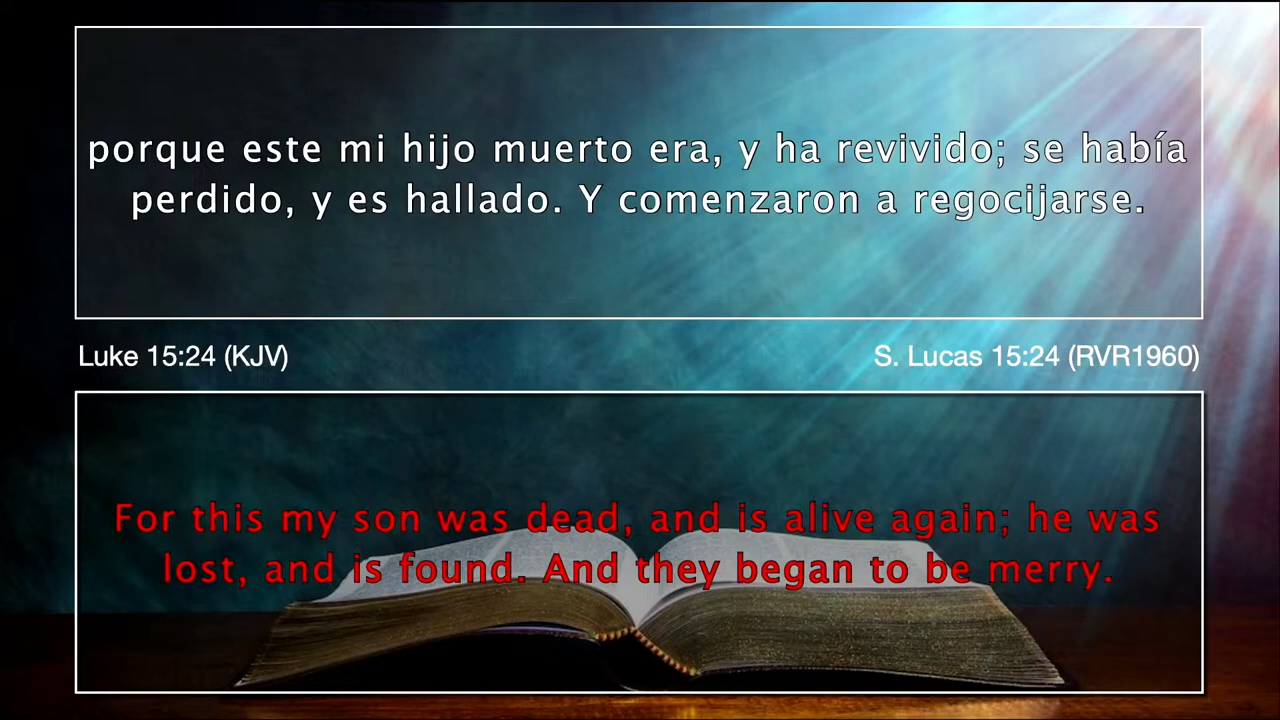 porque este mi hijo muerto era, y ha revivido; se había
perdido, y es hallado. Y comenzaron a regocijarse.
Luke 15:24 (KJV)
S. Lucas 15:24 (RVR1960)
For this my son was dead, and is alive again; he was
lost, and is found. And they began to be merry.